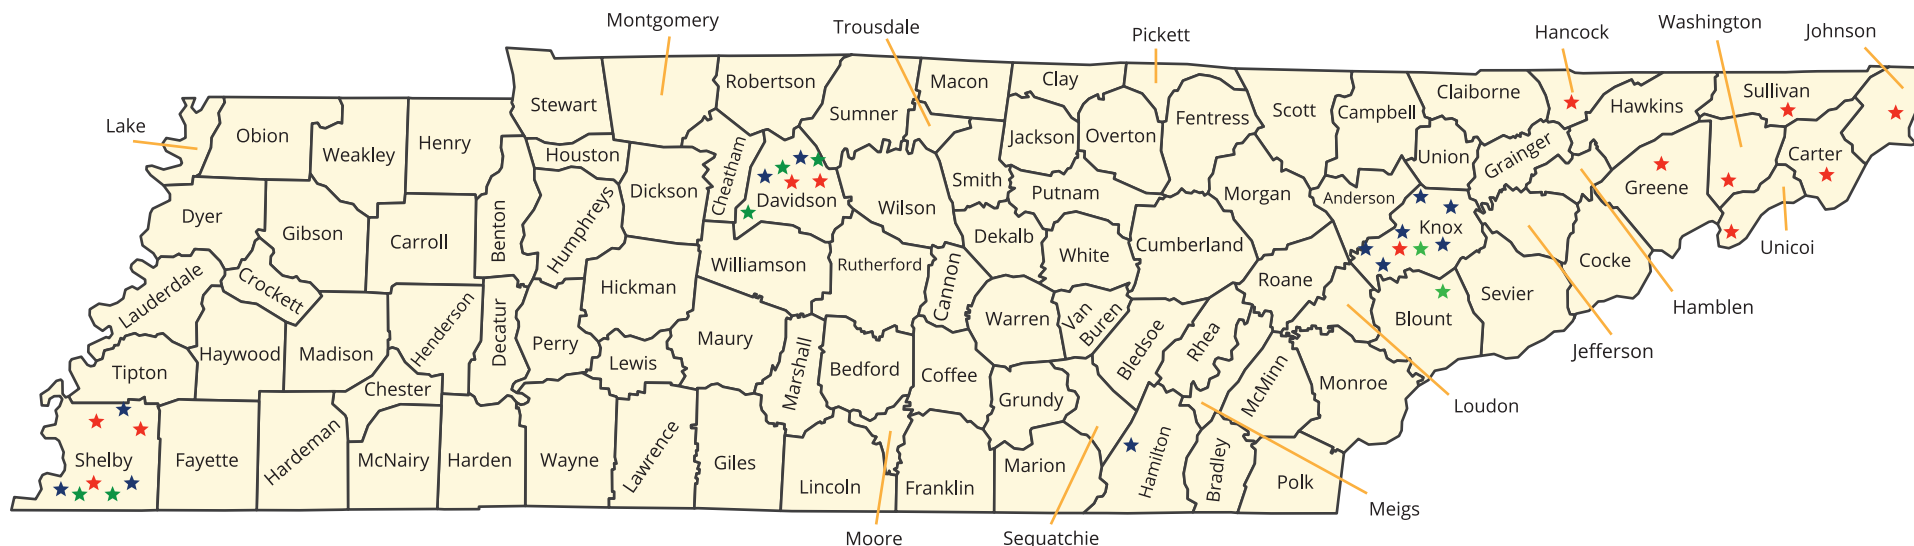 Montgomery
Trousdale
Pickett
Hancock
Washington
Johnson
Lake
Obion
Weakley
Henry
Stewart
Robertson
Sumner
Macon
Clay
Jackson
Overton
Fentress
Scott
Campbell
Claiborne
Hawkins
Sullivan
Houston
Cheatham
Dickson
Humphreys
Benton
Davidson
Wilson
Smith
Putnam
Morgan
Anderson
Union
Grainger
Greene
Carter
Unicoi
Dyer
Gibson
Carroll
Crockett
Lauderdale
Williamson
Rutherford
Cannon
Dekalb
White
Cumberland
Roane
Knox
Cocke
Sevier
Hamblen
Jefferson
Hickman
Henderson
Decatur
Perry
Lewis
Maury
Marshall
Bedford
Coffee
Warren
Van
Buren
Bledsoe
Rhea
McMinn
Monroe
Blount
Loudon
Haywood
Madison
Tipton
Chester
Shelby
Fayette
Hardeman
McNairy
Harden
Wayne
Lawrence
Giles
Lincoln
Franklin
Grundy
Marion
Hamilton
Bradley
Polk
Meigs
Moore
Sequatchie